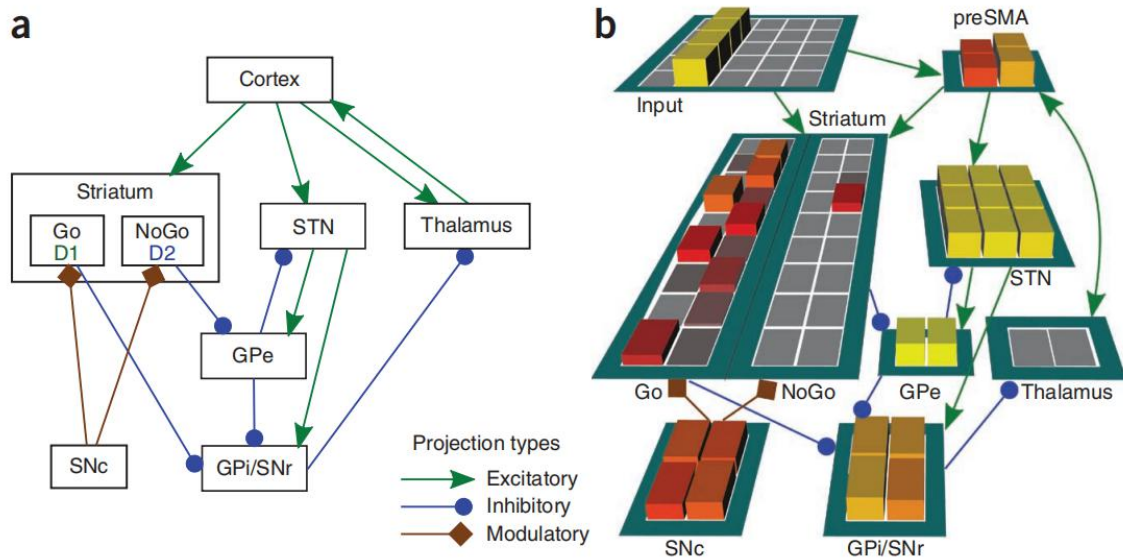 a
Cortex
Striatum
Go
D1
NoGo
D2
STN
Thalamus
GPe
SNc
GPi/SNr
Projection types
Excitatory
Inhibitory
Modulatory
b
preSMA
Input
Striatum
STN
Go
NoGo
GPe
Thalamus
SNc
GPi/SNr